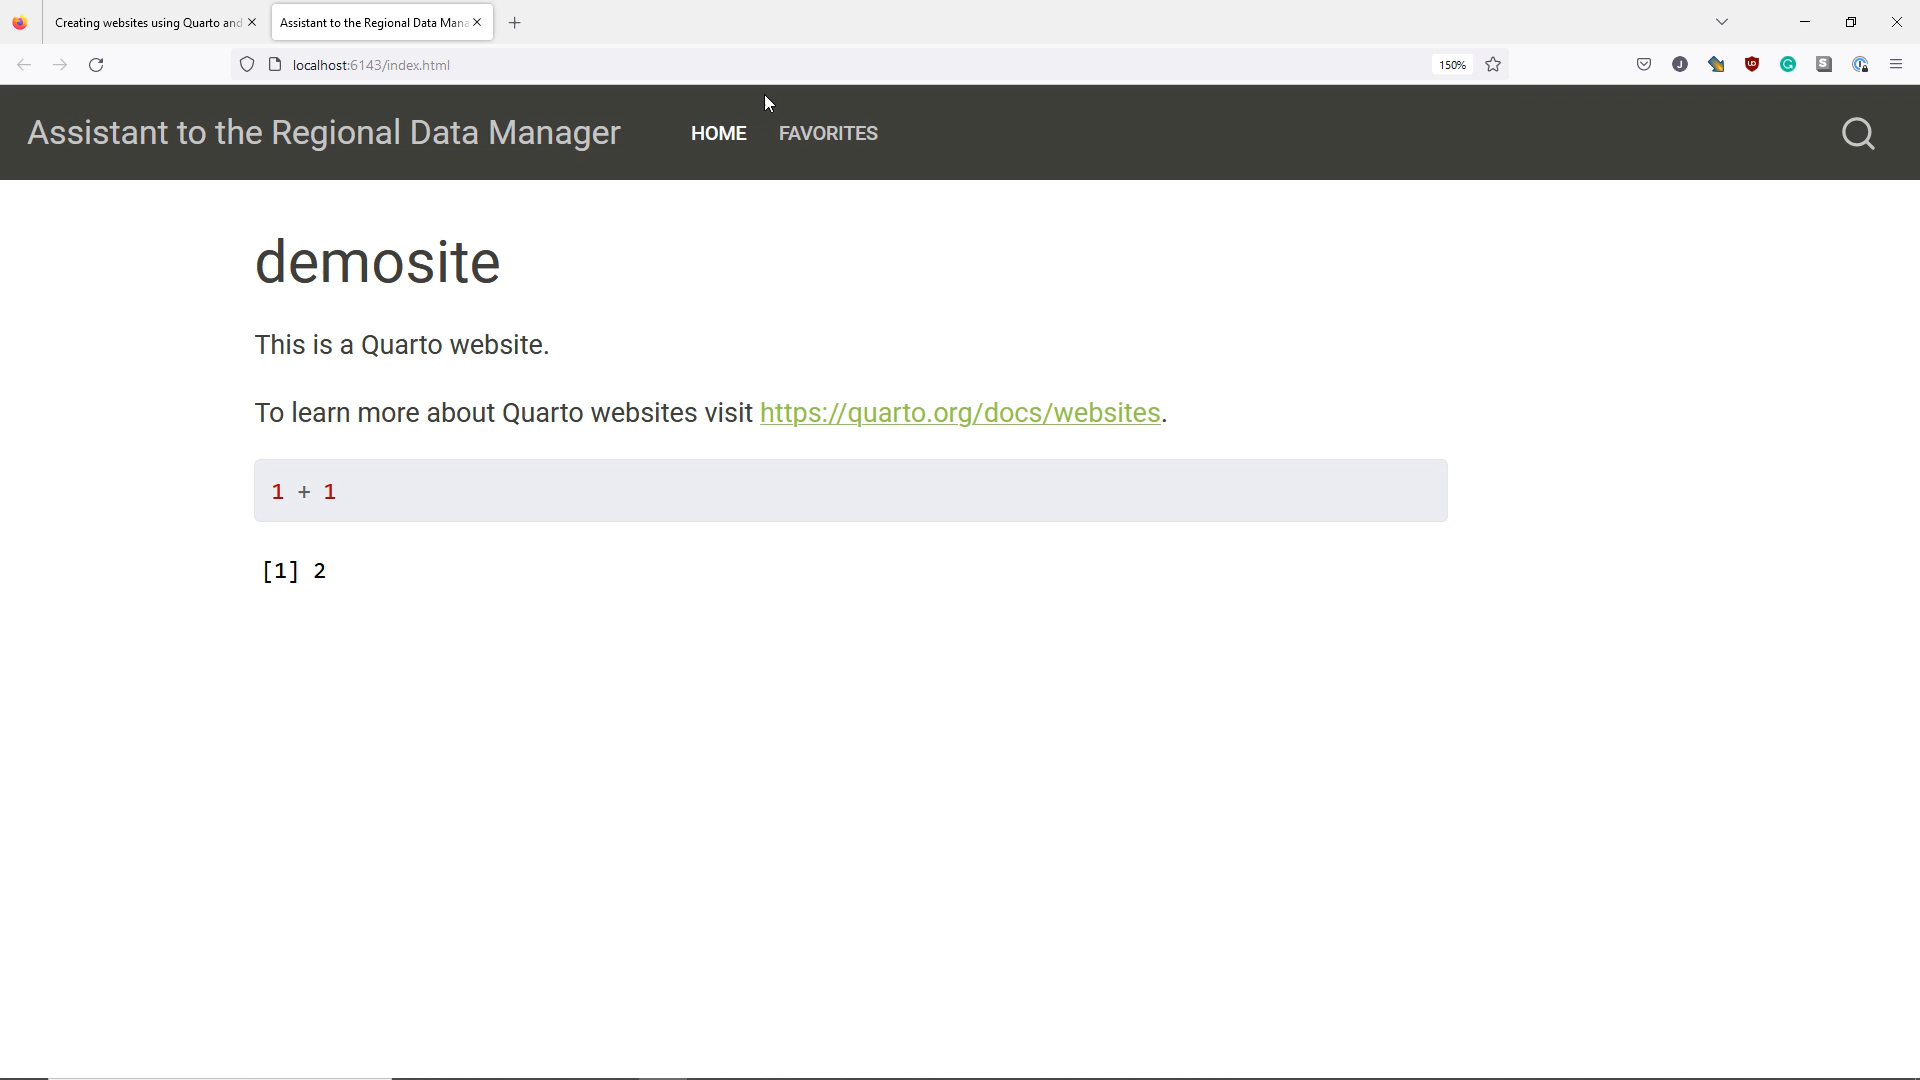 Creating websites using Quarto and
Assistant to the Regional Data Mana
localhost:6143/index.html
150%
Assistant to the Regional Data Manager
HOME
FAVORITES
demosite
This is a Quarto website.
To learn more about Quarto websites visit https://quarto.org/docs/websites.
1 + 1
[1] 2